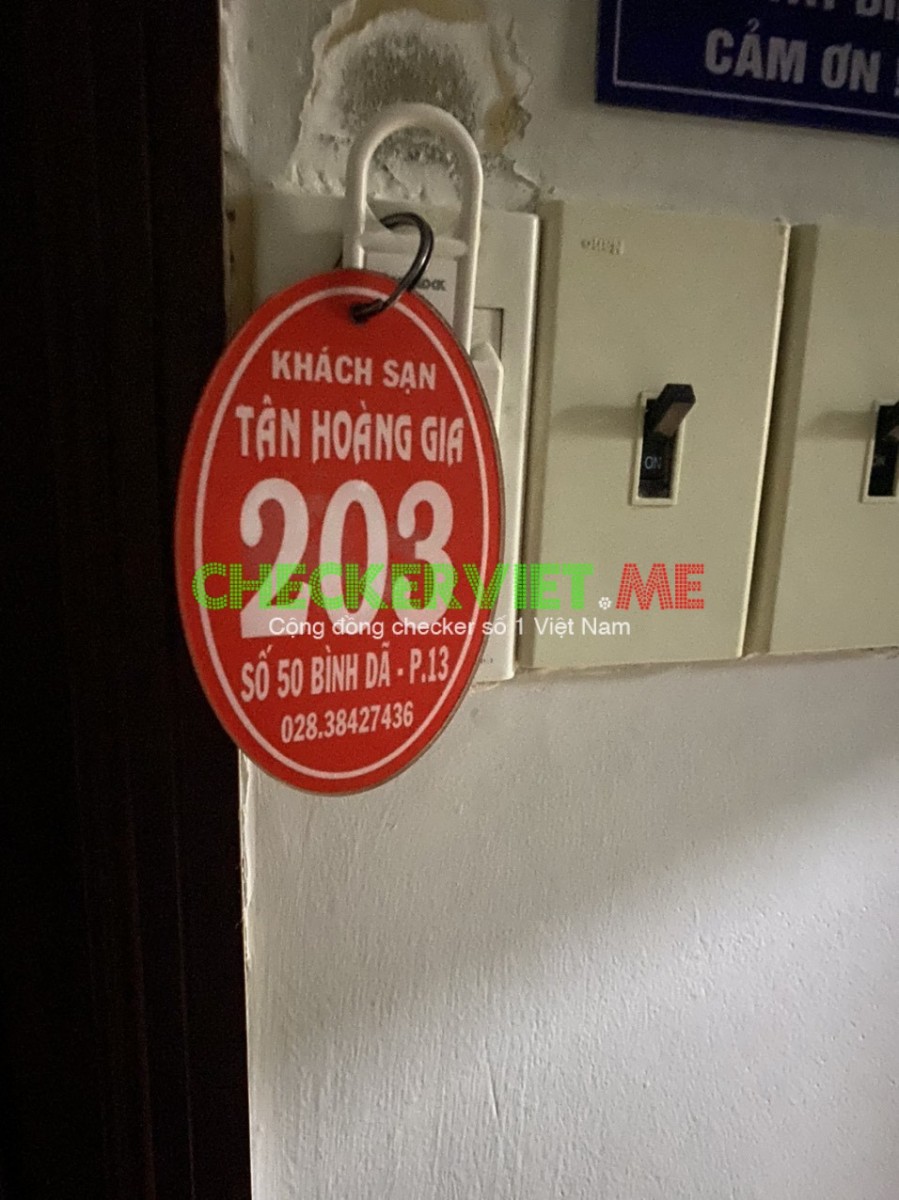 CẢM ƠN
KHÁCH SẠN
TÂN HOÀNG GIA
203
CHECKERVIET.ME
Cộng đồng checker số 1 Việt Nam
SỐ 50 BÌNH DÃ - P.13
028.38427436
ON